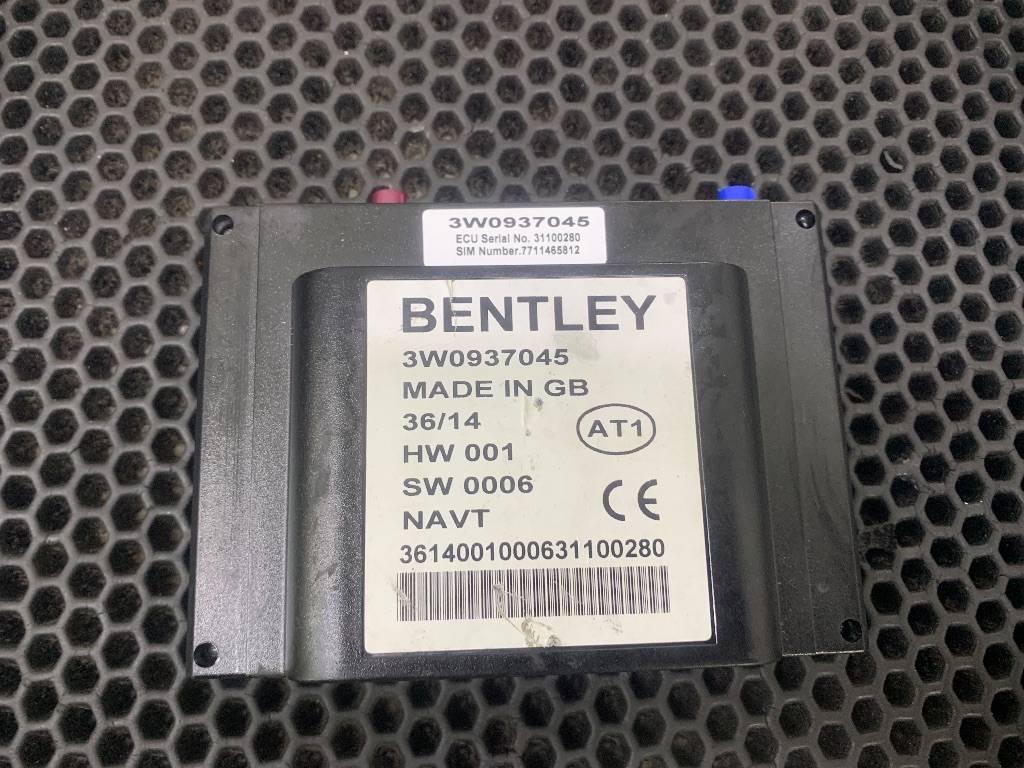 3W0937045
ECU Serial No. 31100280
SIM Number.7711465812
BENTLEY
3W0937045
MADE IN GB
36/14
AT1
HW 001
SW 0006
CE
NAVT
3614001000631100280